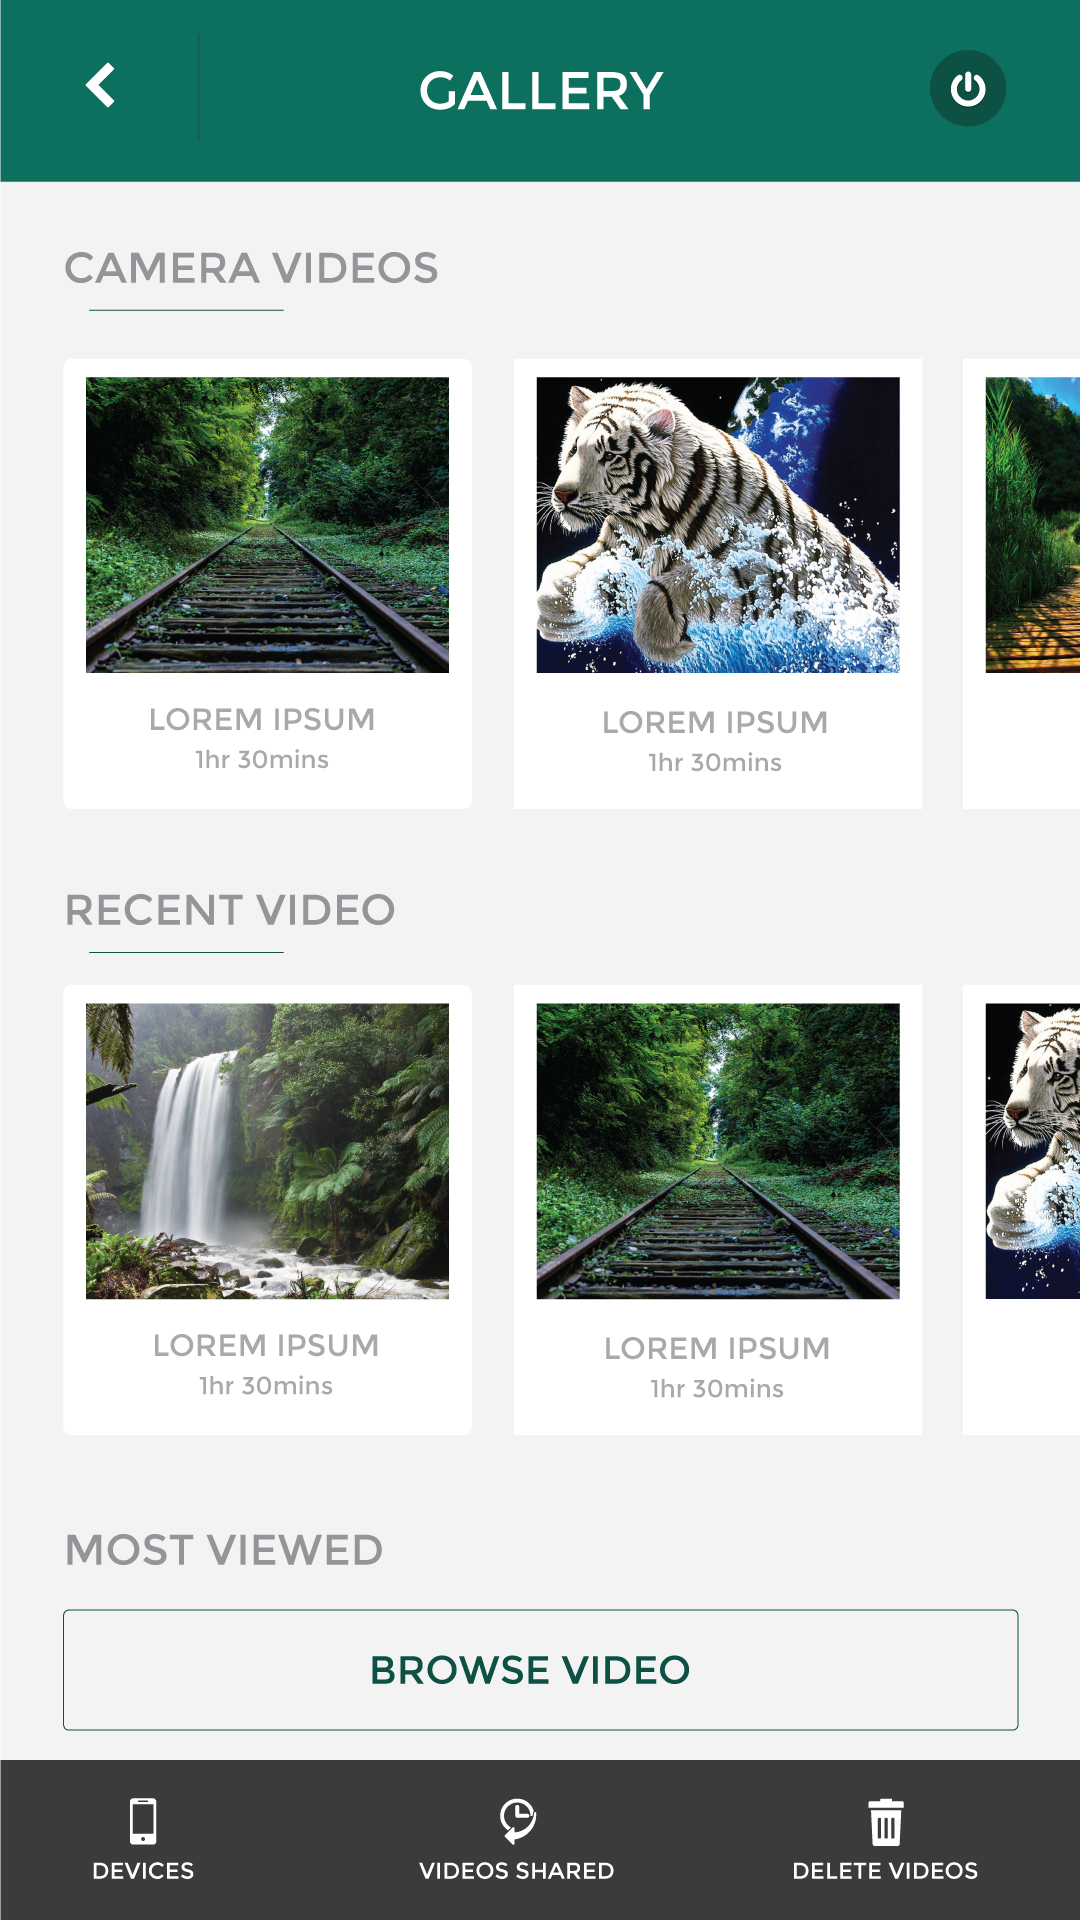 GALLERY
CAMERA VIDEOS
LOREM IPSUM
1hr 30mins
LOREM IPSUM
1hr 30mins
RECENT VIDEO
LOREM IPSUM
1hr 30mins
LOREM IPSUM
1hr 30mins
MOST VIEWED
BROWSE VIDEO
DEVICES
VIDEOS SHARED
DELETE VIDEOS